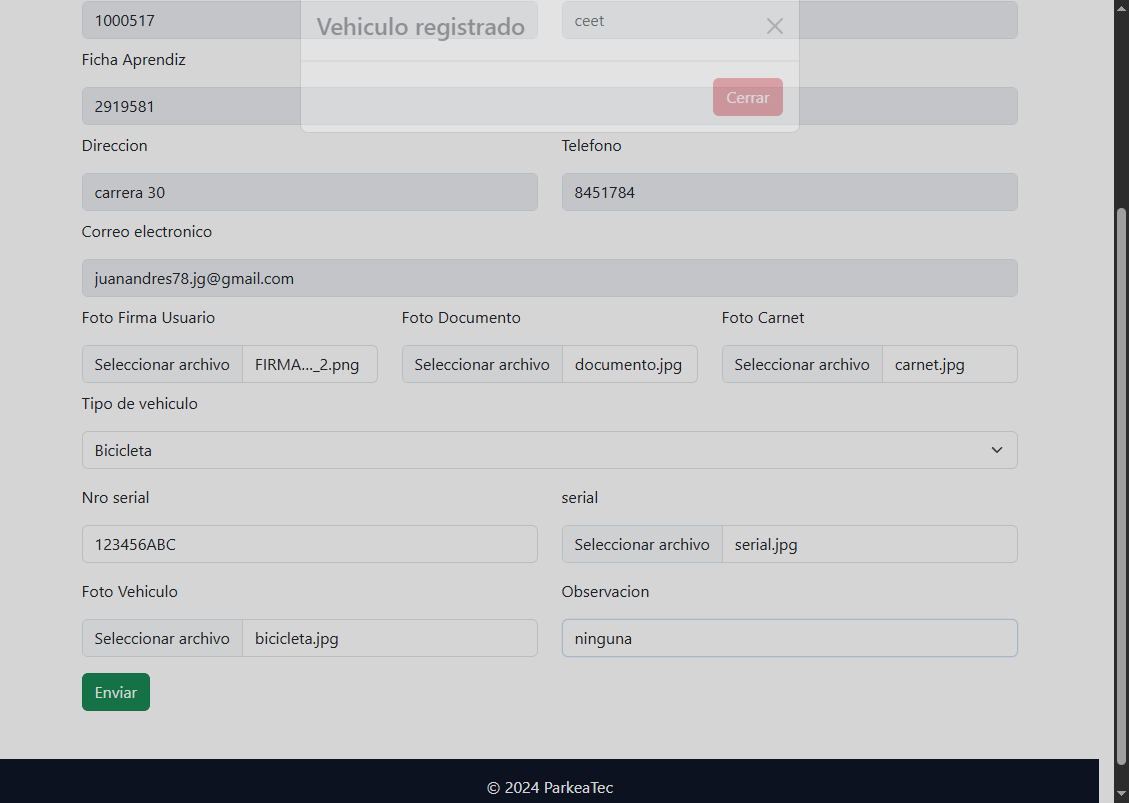 1000517
ceet
Vehiculo registrado
Ficha Aprendiz
2919581
Cerrar
Direccion
Telefono
carrera 30
8451784
Correo electronico
juanandres78.jg@gmail.com
Foto Firma Usuario
Foto Documento
Foto Carnet
Seleccionar archivo FIRMA..._2.png
Seleccionar archivo documento.jpg
Seleccionar archivo carnet.jpg
Tipo de vehiculo
Bicicleta
Nro serial
serial
123456ABC
Seleccionar archivo serial.jpg
Foto Vehiculo
Observacion
Seleccionar archivo bicicleta.jpg
ninguna
Enviar
© 2024 ParkeaTec